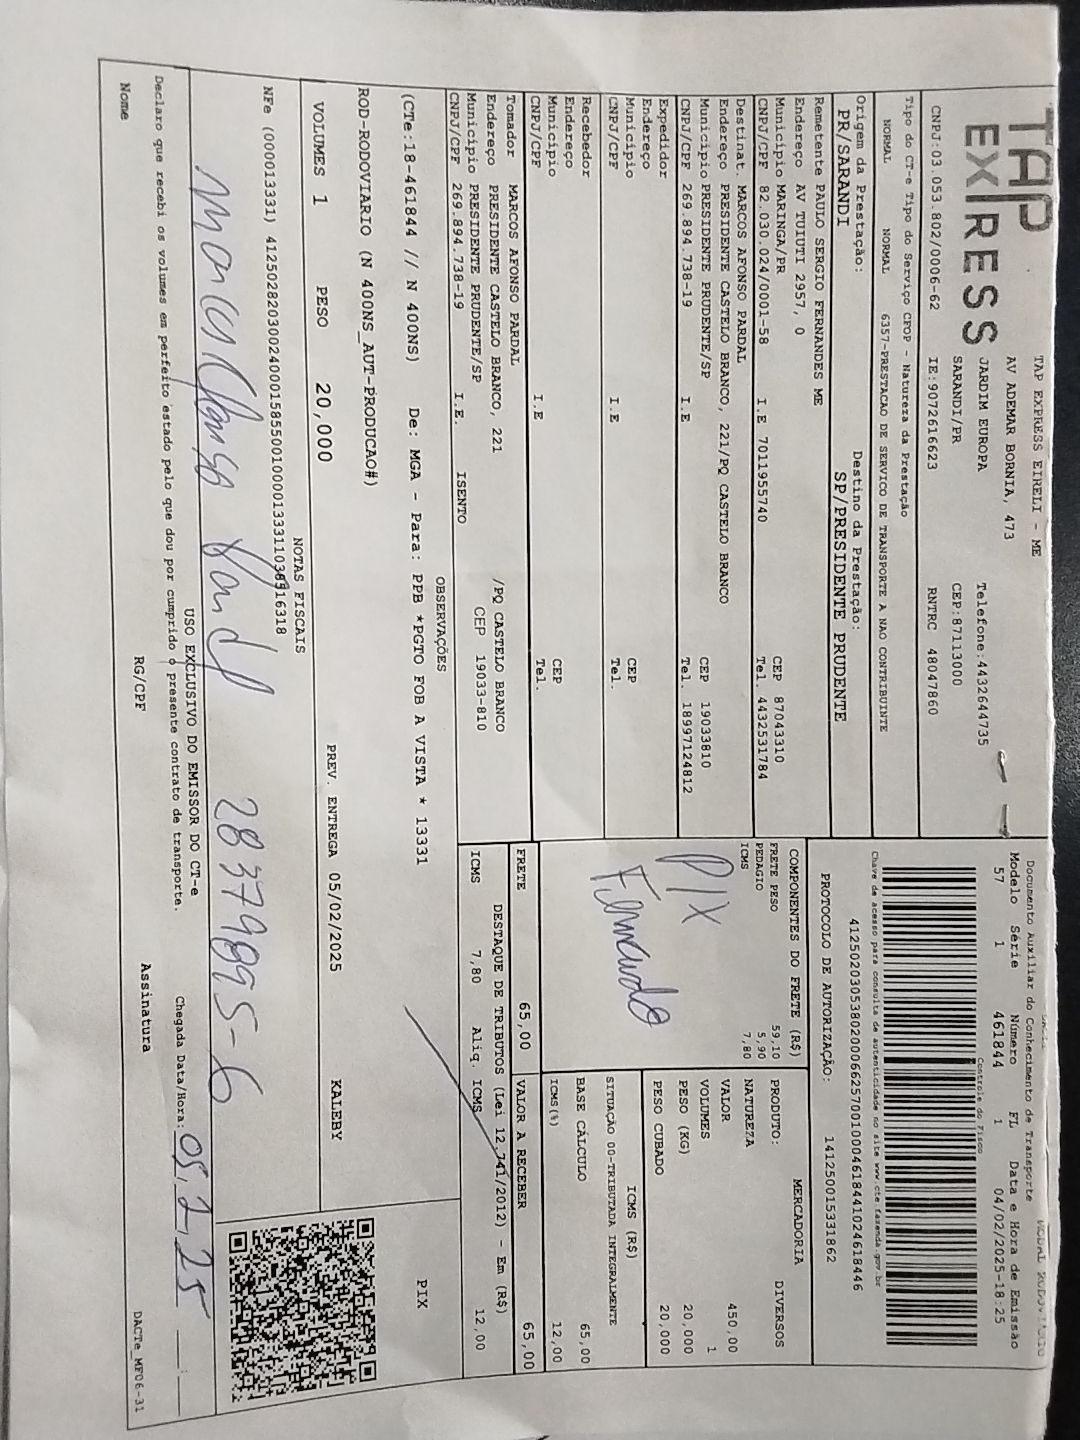 TAP
EXPRESS
TAP EXPRESS EIRELI - ME
AV ADEMAR BORNIA, 473
JARDIM EUROPA
SARANDI/PR
Telefone:4432644735
CEP:87113000
CNPJ:03.053.802/0006-62 IE:9072616623 RNTRC 48047860
Documento Auxiliar do Conhecimento de Transporte
Modelo Série Número FL Data e Hora de Emissão
57 1 461844 1 04/02/2025-18:25
Controle do Fisco
Chave de acesso para consulta de autenticidade no site www.cte.fazenda.gov.br
41250203053802000662570010004618441024618446
PROTOCOLO DE AUTORIZAÇÃO: 141250015331862
Tipo do CT-e Tipo do Serviço CFOP - Natureza da Prestação
NORMAL NORMAL 6357-PRESTACAO DE SERVICO DE TRANSPORTE A NAO CONTRIBUINTE
Origem da Prestação: Destino da Prestação:
PR/SARANDI SP/PRESIDENTE PRUDENTE
Remetente PAULO SERGIO FERNANDES ME
Endereço AV TUIUTI 2957, 0
Município MARINGA/PR CEP 87043310
CNPJ/CPF 82.030.024/0001-58 I.E 7011955740 Tel. 4432531784
Destinat. MARCOS AFONSO PARDAL
Endereço PRESIDENTE CASTELO BRANCO, 221/PQ CASTELO BRANCO
Município PRESIDENTE PRUDENTE/SP CEP 19033810
CNPJ/CPF 269.894.738-19 I.E Tel. 18997124812
Expedidor
Endereço
Município CEP
CNPJ/CPF I.E Tel.
Recebedor
Endereço
Município CEP
CNPJ/CPF I.E Tel.
Tomador MARCOS AFONSO PARDAL
Endereço PRESIDENTE CASTELO BRANCO, 221 /PQ CASTELO BRANCO
Município PRESIDENTE PRUDENTE/SP CEP 19033-810
CNPJ/CPF 269.894.738-19 I.E. ISENTO
COMPONENTES DO FRETE (R$)
FRETE PESO 59,10
PEDAGIO 5,90
ICMS 7,80
PIX
Fernando
MERCADORIA
PRODUTO: DIVERSOS
NATUREZA
VALOR 450,00
VOLUMES 1
PESO (KG) 20,000
PESO CUBADO 20,000
ICMS (R$)
SITUAÇÃO 00-TRIBUTADA INTEGRALMENTE
BASE CÁLCULO 65,00
ICMS(%) 12,00
FRETE 65,00 VALOR A RECEBER 65,00
DESTAQUE DE TRIBUTOS (Lei 12.741/2012) - Em (R$)
ICMS 7,80 Aliq. ICMS 12,00
OBSERVAÇÕES
(CTe:18-461844 // N 400NS) De: MGA - Para: PPB *PGTO FOB A VISTA * 13331
PIX
ROD-RODOVIARIO (N 400NS_AUT-PRODUCAO#)
VOLUMES 1 PESO 20,000 PREV. ENTREGA 05/02/2025 KALEBY
NOTAS FISCAIS
USO EXCLUSIVO DO EMISSOR DO CT-e
Declaro que recebi os volumes em perfeito estado pelo que dou por cumprido o presente contrato de transporte.
28379895-6
Chegada Data/Hora: 05, 2, 25 __:__
Nome RG/CPF Assinatura
DACTe_MF06-31